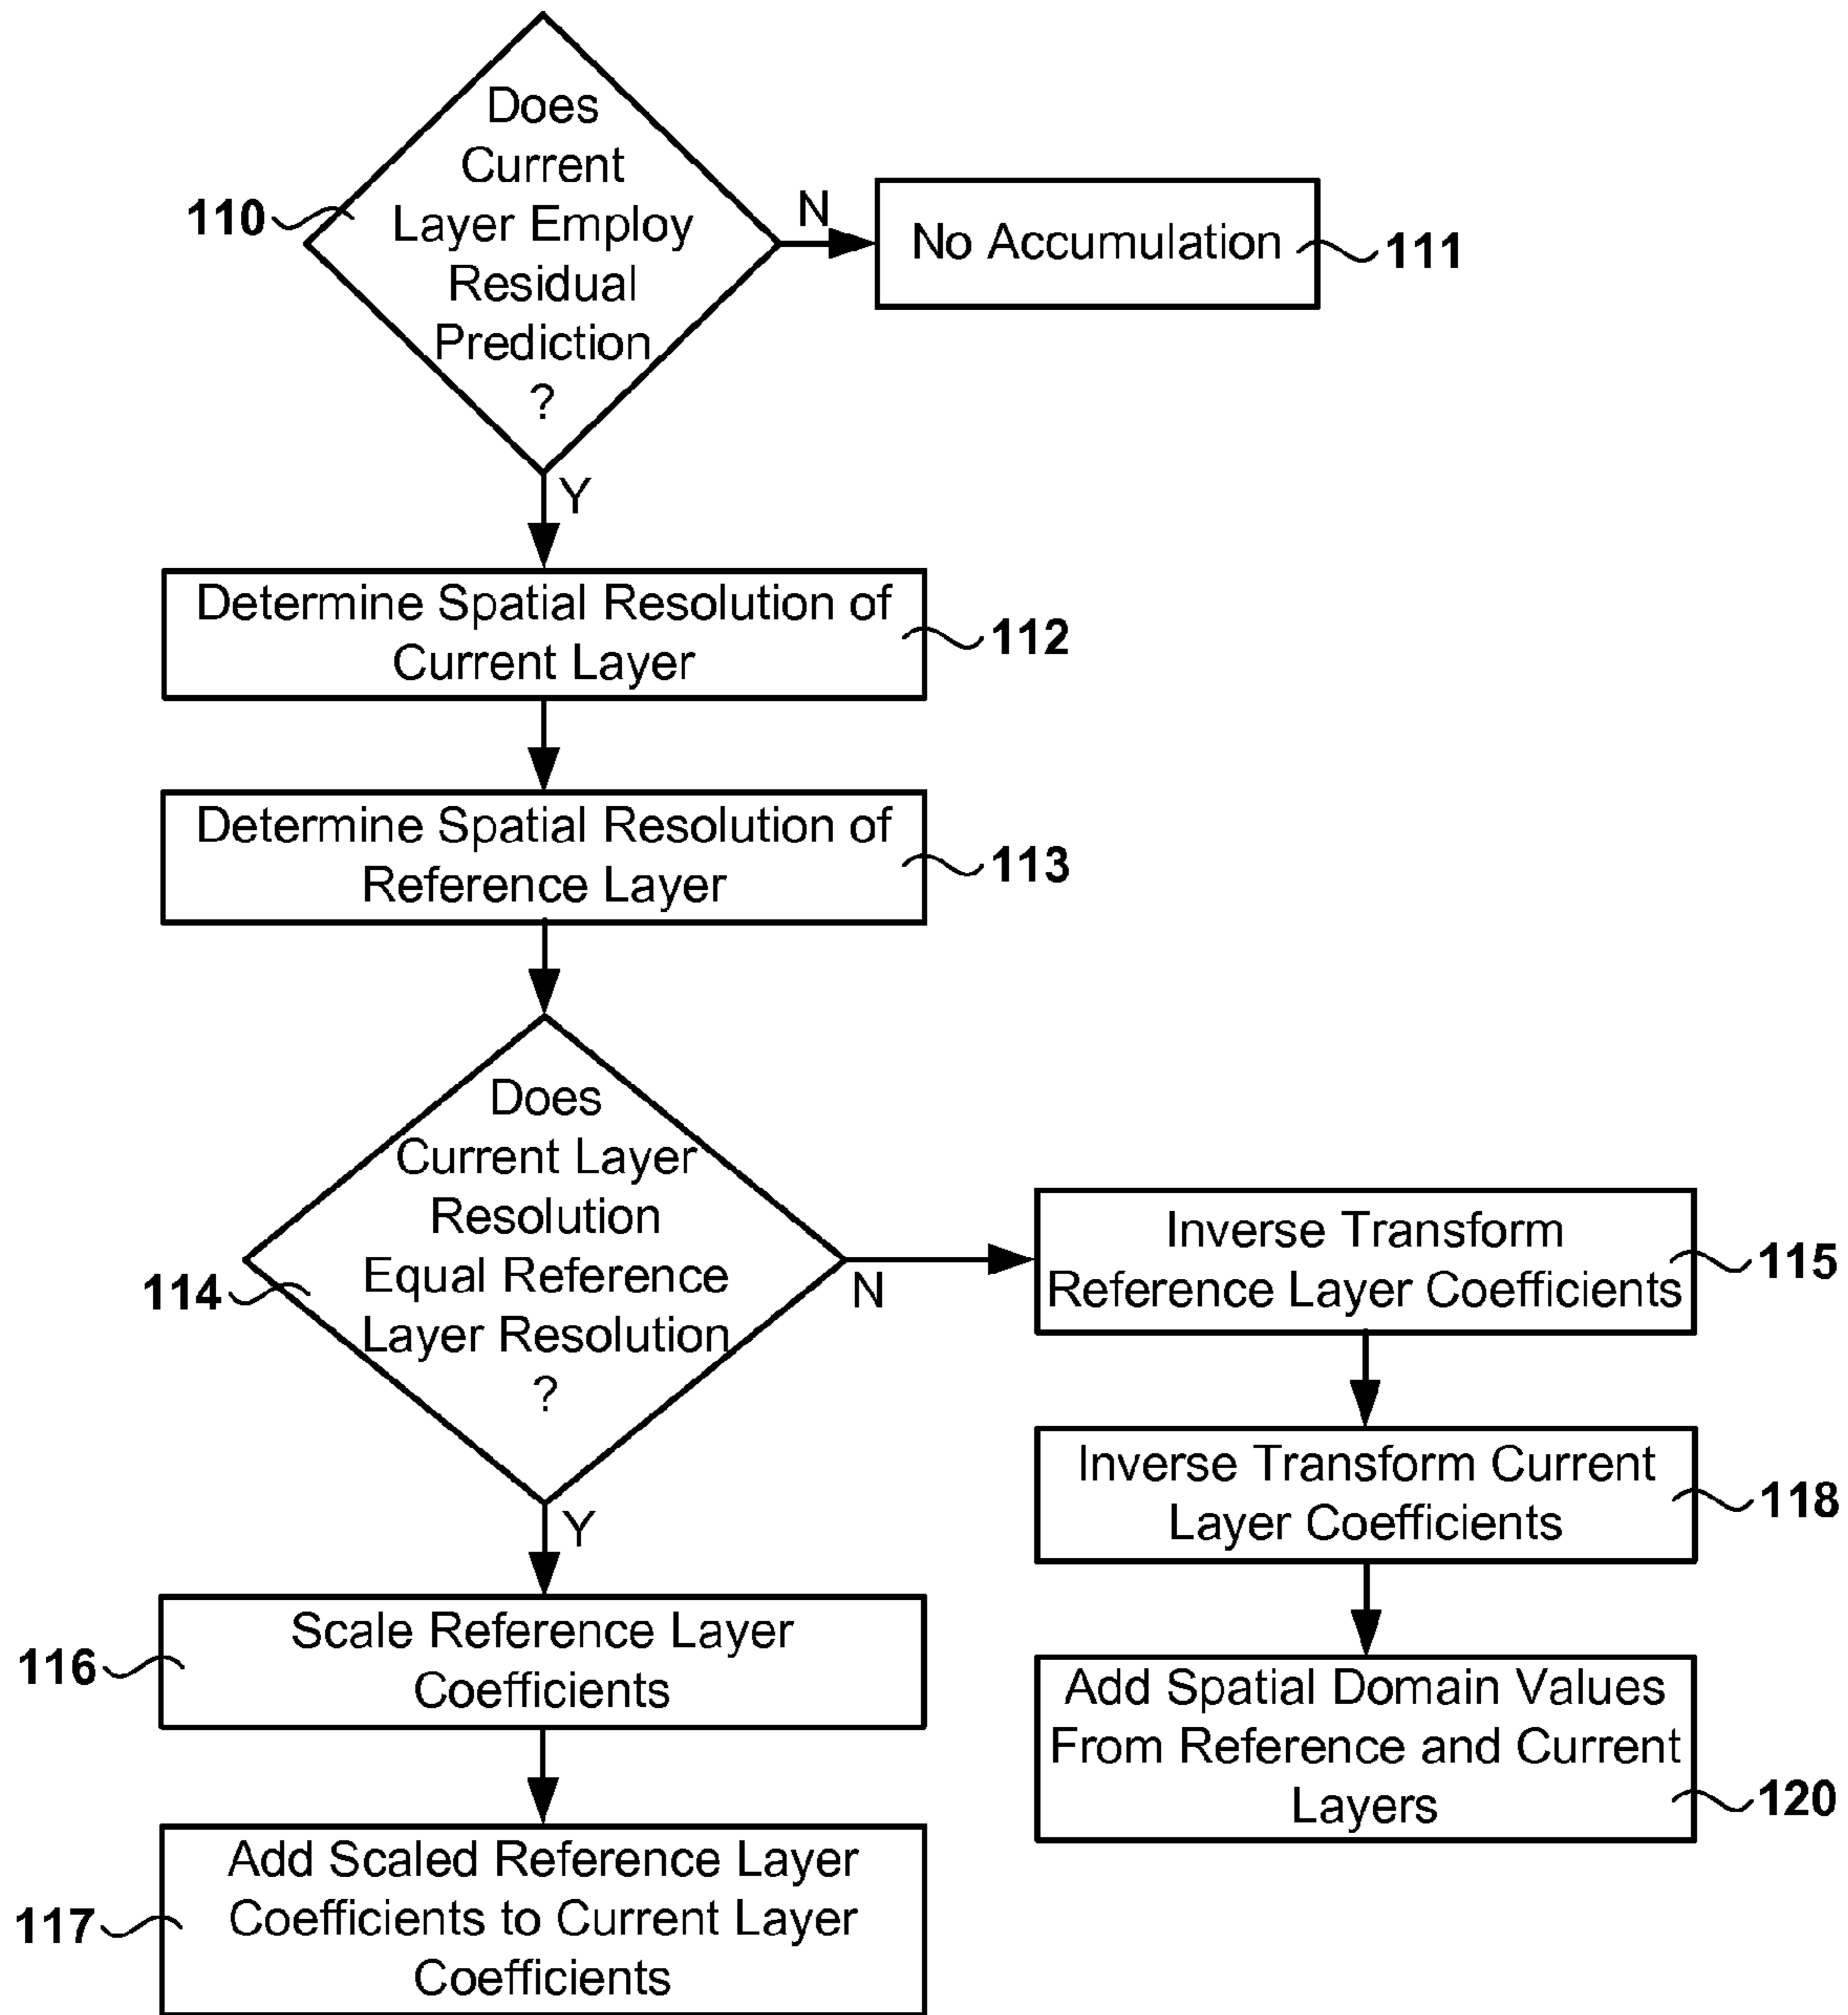 Does
Current
Layer Employ
Residual
Prediction
?
110
N
No Accumulation
111
Y
Determine Spatial Resolution of
Current Layer
112
Determine Spatial Resolution of
Reference Layer
113
Does
Current Layer
Resolution
Equal Reference
Layer Resolution
?
114
N
Inverse Transform
Reference Layer Coefficients
115
Inverse Transform Current
Layer Coefficients
118
Add Spatial Domain Values
From Reference and Current
Layers
120
Y
Scale Reference Layer
Coefficients
116
Add Scaled Reference Layer
Coefficients to Current Layer
Coefficients
117